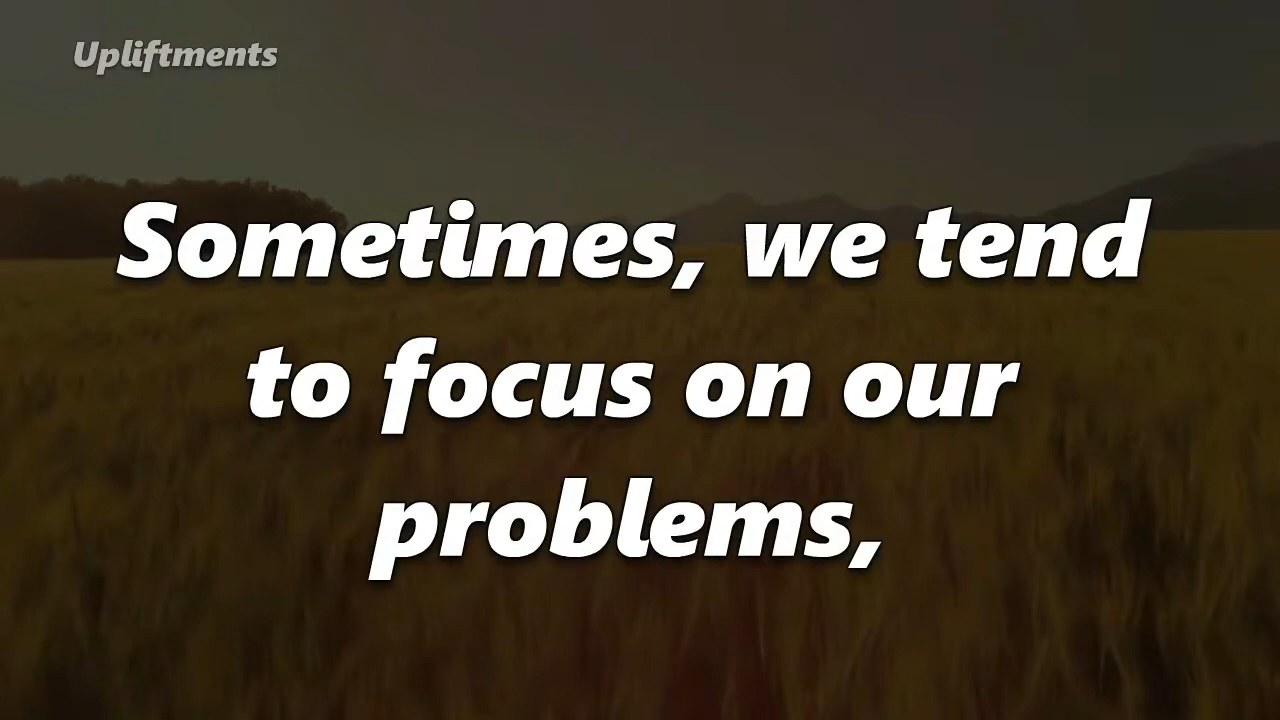 Upliftments
Sometimes, we tend
to focus on our
problems,